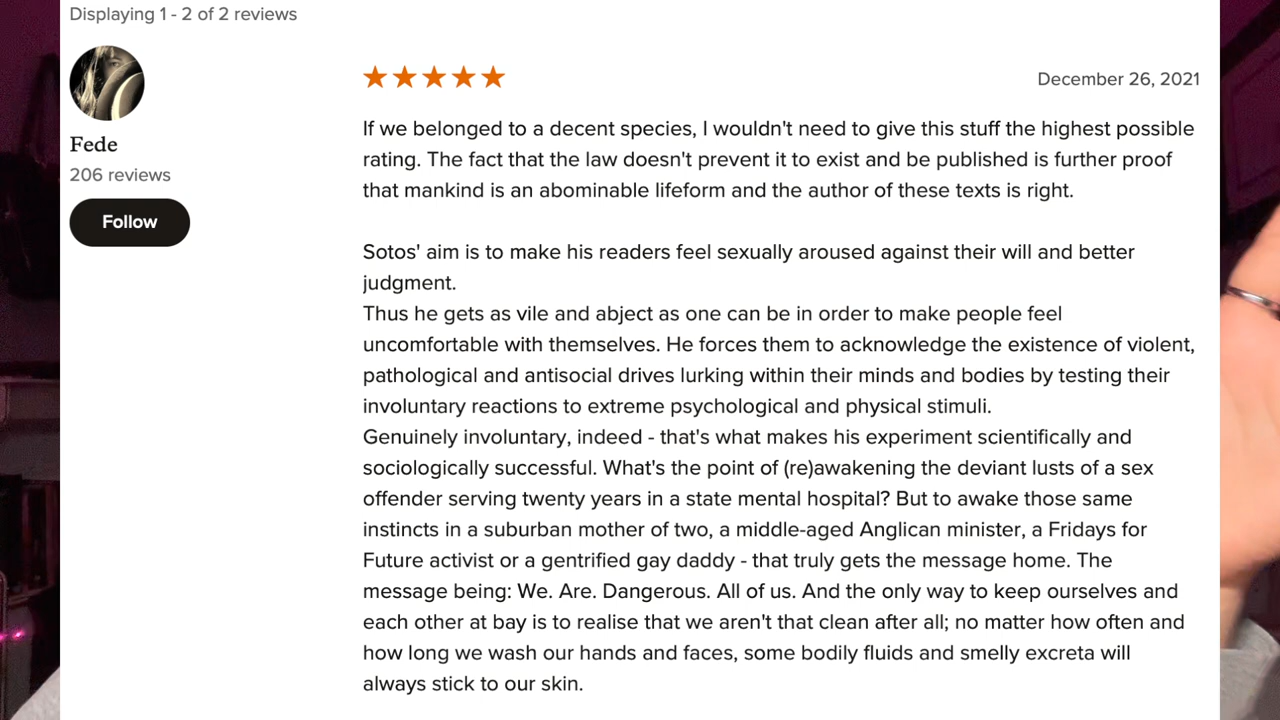 Displaying 1 - 2 of 2 reviews
December 26, 2021
Fede
206 reviews
Follow
If we belonged to a decent species, I wouldn't need to give this stuff the highest possible
rating. The fact that the law doesn't prevent it to exist and be published is further proof
that mankind is an abominable lifeform and the author of these texts is right.
Sotos' aim is to make his readers feel sexually aroused against their will and better
judgment.
Thus he gets as vile and abject as one can be in order to make people feel
uncomfortable with themselves. He forces them to acknowledge the existence of violent,
pathological and antisocial drives lurking within their minds and bodies by testing their
involuntary reactions to extreme psychological and physical stimuli.
Genuinely involuntary, indeed - that's what makes his experiment scientifically and
sociologically successful. What's the point of (re)awakening the deviant lusts of a sex
offender serving twenty years in a state mental hospital? But to awake those same
instincts in a suburban mother of two, a middle-aged Anglican minister, a Fridays for
Future activist or a gentrified gay daddy - that truly gets the message home. The
message being: We. Are. Dangerous. All of us. And the only way to keep ourselves and
each other at bay is to realise that we aren't that clean after all; no matter how often and
how long we wash our hands and faces, some bodily fluids and smelly excreta will
always stick to our skin.